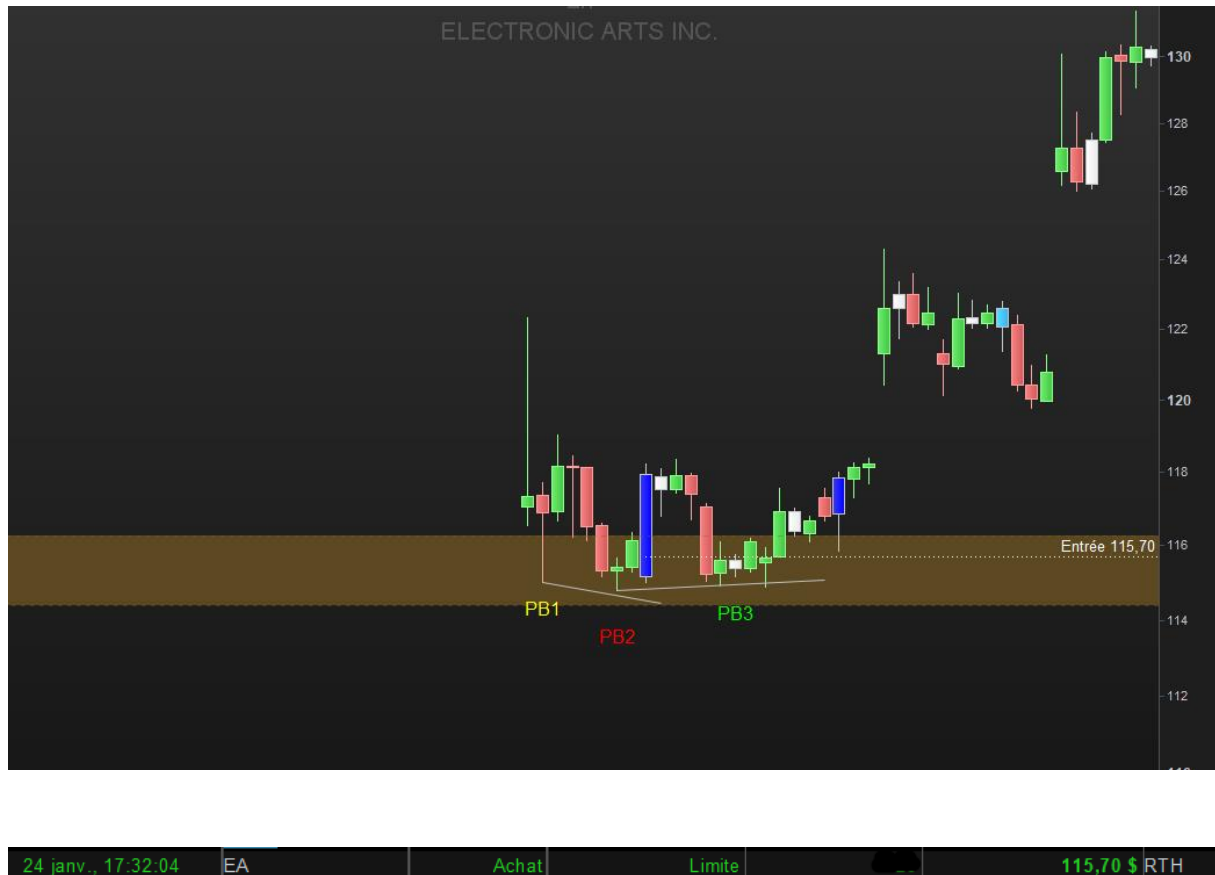 ELECTRONIC ARTS INC.
130
128
126
124
122
120
118
Entrée 115,70
116
PB1
PB3
114
PB2
112
24 janv., 17:32:04 EA Achat Limite 115,70 $ RTH